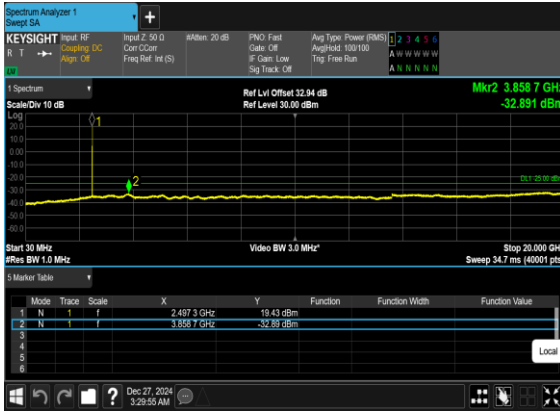 Spectrum Analyzer 1
Swept SA
KEYSIGHT
R T
Input: RF
Coupling: DC
Align: Off
Input Z: 50 Ω
Corr CCorr
Freq Ref: Int (S)
#Atten: 20 dB
PNO: Fast
Gate: Off
IF Gain: Low
Sig Track: Off
Avg Type: Power (RMS)
Avg|Hold: 100/100
Trig: Free Run
1 2 3 4 5 6
A W W W W W
A N N N N N
1 Spectrum
Scale/Div 10 dB
Ref Lvl Offset 32.94 dB
Ref Level 30.00 dBm
Mkr2 3.858 7 GHz
-32.891 dBm
Log
20.0
10.0
0.00
-10.0
-20.0
-30.0
-40.0
-50.0
-60.0
1
2
Start 30 MHz
#Res BW 1.0 MHz
Video BW 3.0 MHz*
Stop 20.000 GH
Sweep 34.7 ms (40001 pts
5 Marker Table
Mode Trace Scale X Y Function Function Width Function Value
1 N 1 f 2.497 3 GHz 19.43 dBm
2 N 1 f 3.858 7 GHz -32.89 dBm
3
4
5
6
Local
Dec 27, 2024
3:29:55 AM